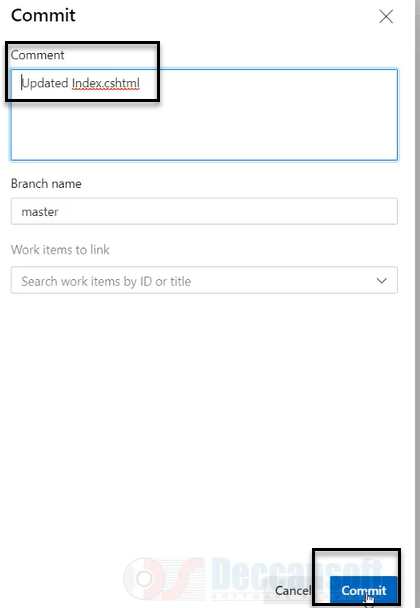 Commit
Comment
Updated Index.cshtml
Branch name
master
Work items to link
Search work items by ID or title
Deccansoft
Cancel
Commit